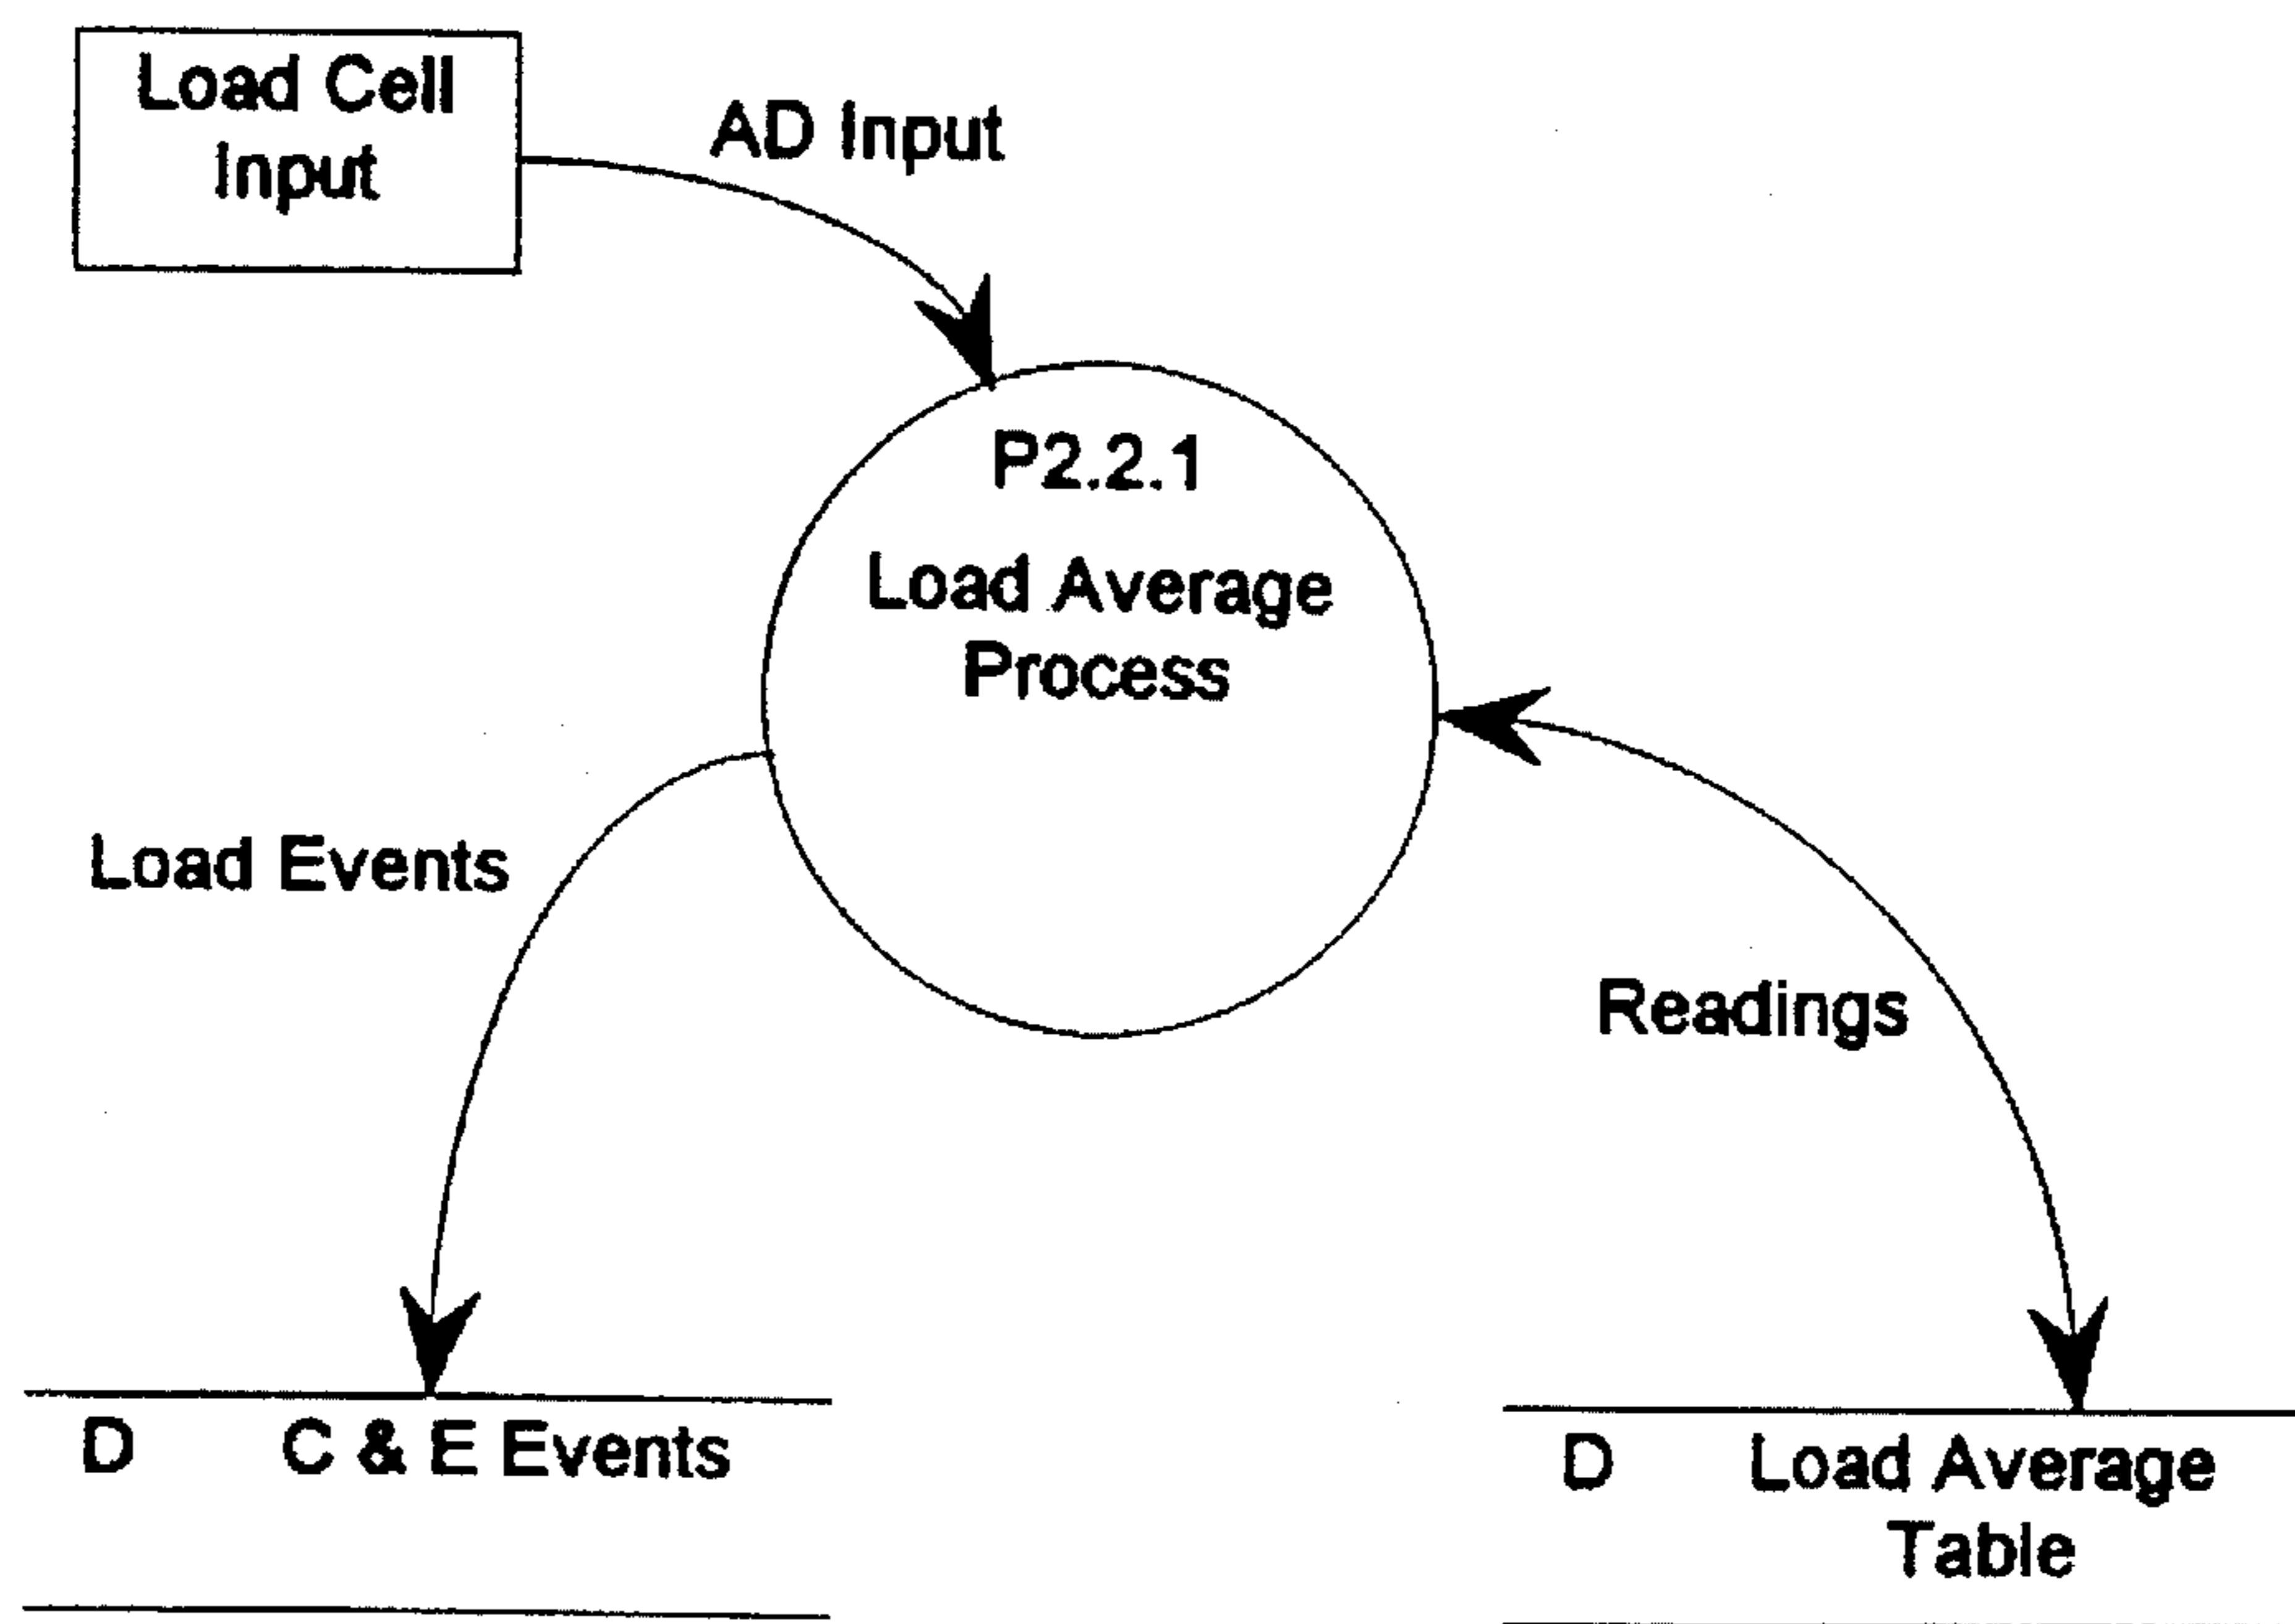 Load Cell
Input
AD Input
P2.2.1
Load Average
Process
Load Events
Readings
D C & E Events
D Load Average
Table